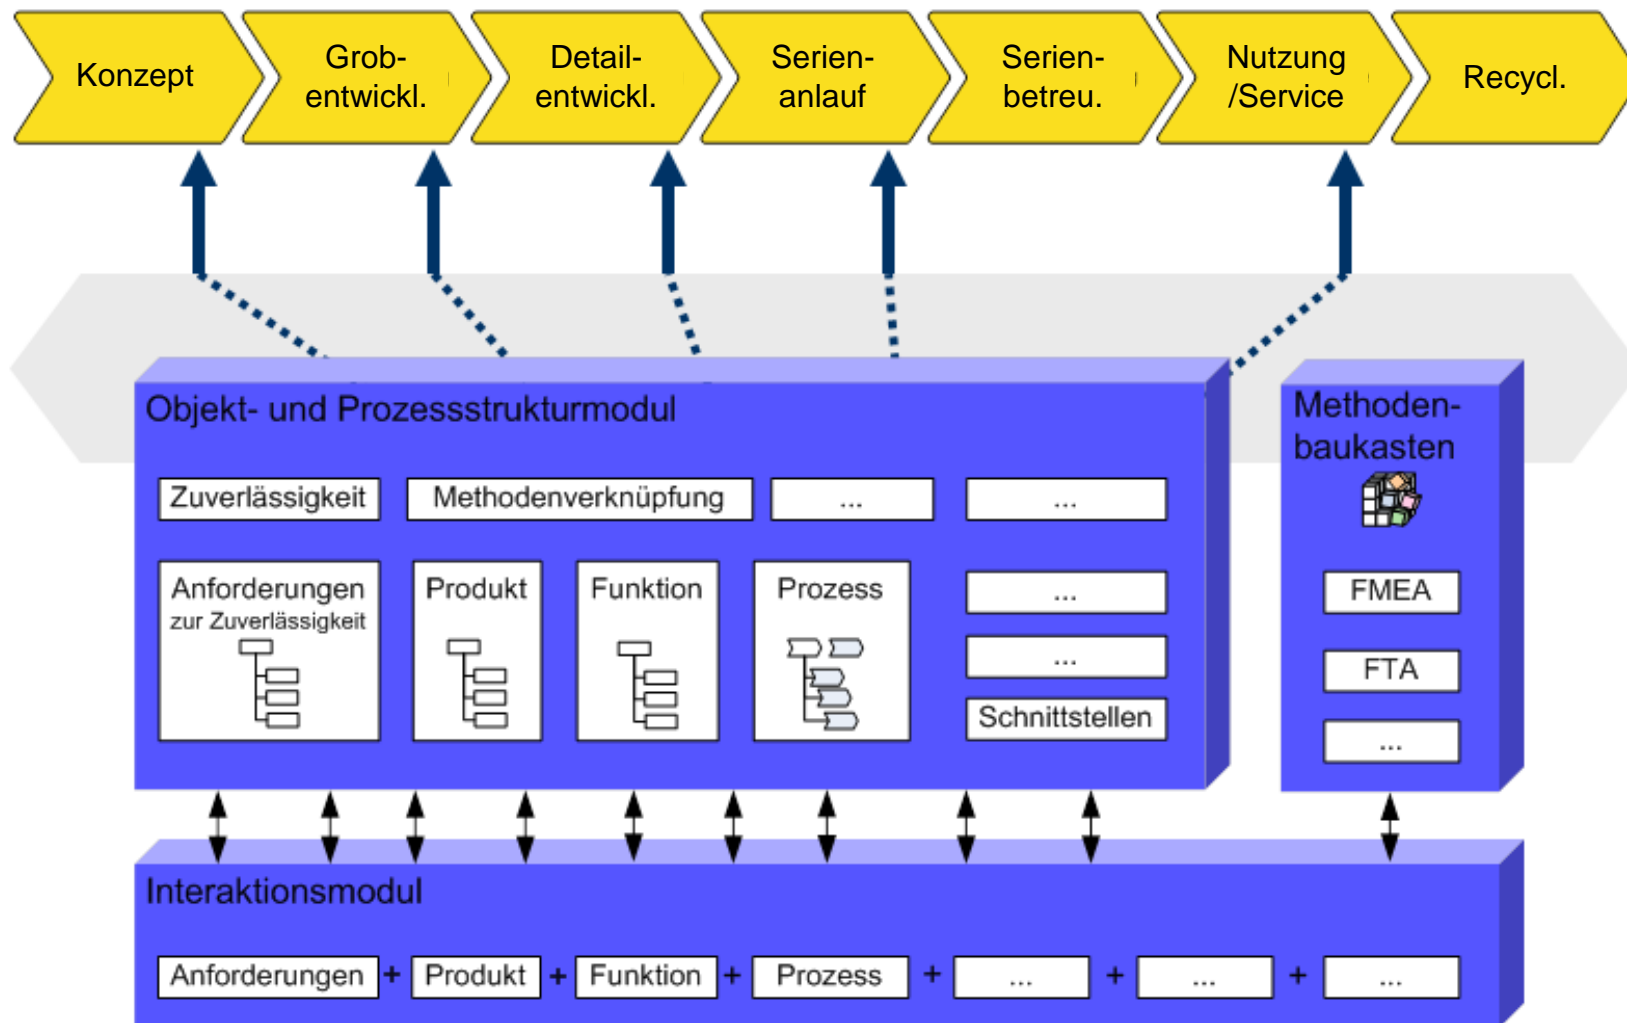 Konzept
Grob-
entwickl.
Detail-
entwickl.
Serien-
anlauf
Serien-
betreu.
Nutzung
/Service
Recycl.
Objekt- und Prozessstrukturmodul
Zuverlässigkeit
Methodenverknüpfung
...
...
Anforderungen
zur Zuverlässigkeit
Produkt
Funktion
Prozess
...
...
Schnittstellen
Methoden-
baukasten
FMEA
FTA
...
Interaktionsmodul
Anforderungen + Produkt + Funktion + Prozess + ... + ... + ...